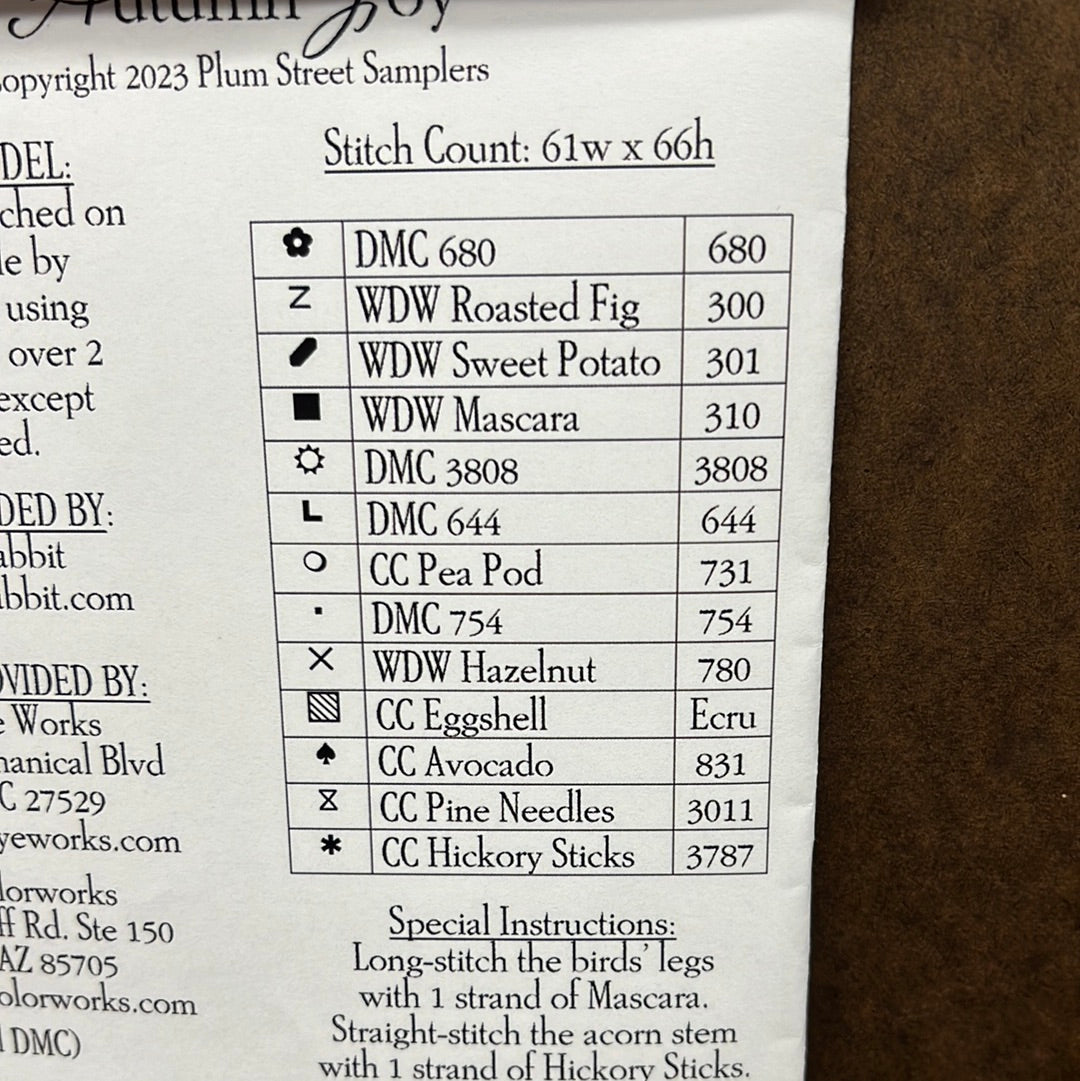 Autumn Joy
opyright 2023 Plum Street Samplers
DEL:
ched on
le by
using
over 2
except
ed.
DED BY:
abbit
bbit.com
VIDED BY:
e Works
hanical Blvd
C 27529
yeworks.com
lorworks
ff Rd. Ste 150
AZ 85705
olorworks.com
DMC)
Stitch Count: 61w x 66h
DMC 680 680
Z WDW Roasted Fig 300
WDW Sweet Potato 301
WDW Mascara 310
DMC 3808 3808
L DMC 644 644
CC Pea Pod 731
DMC 754 754
X WDW Hazelnut 780
CC Eggshell Ecru
CC Avocado 831
CC Pine Needles 3011
* CC Hickory Sticks 3787
Special Instructions:
Long-stitch the birds' legs
with 1 strand of Mascara.
Straight-stitch the acorn stem
with 1 strand of Hickory Sticks.